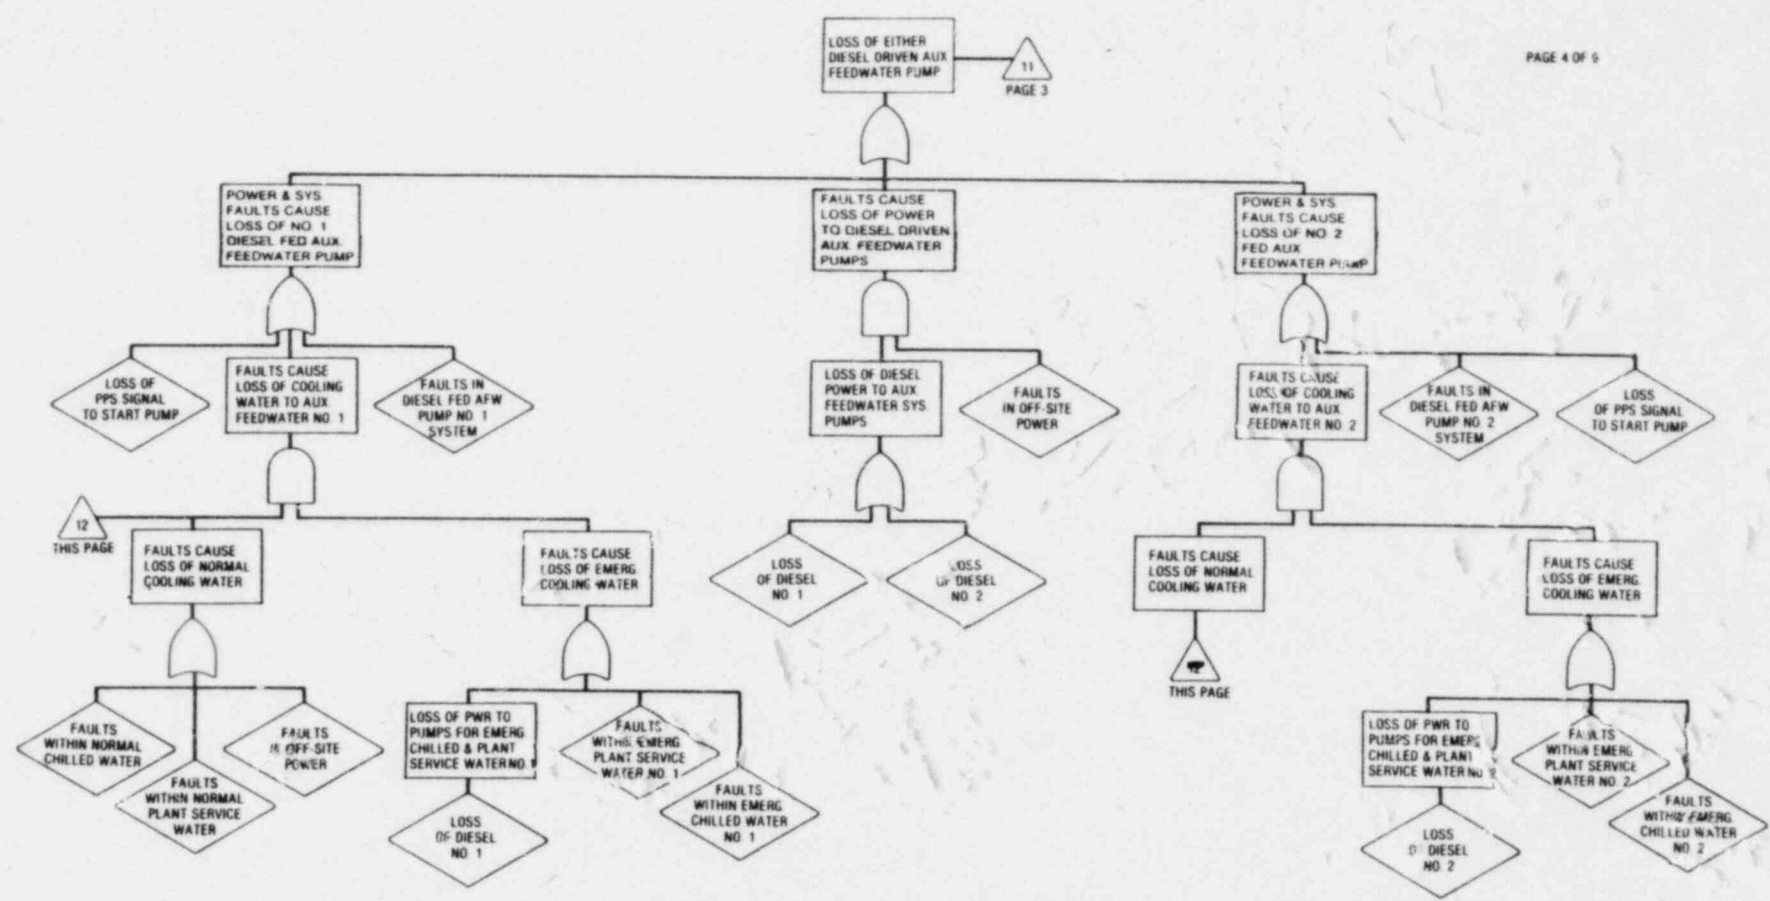 LOSS OF EITHER
DIESEL DRIVEN AUX
FEEDWATER PUMP
11
PAGE 3
PAGE 4 OF 9
POWER & SYS.
FAULTS CAUSE
LOSS OF NO. 1
DIESEL FED AUX.
FEEDWATER PUMP
FAULTS CAUSE
LOSS OF POWER
TO DIESEL DRIVEN
AUX. FEEDWATER
PUMPS
POWER & SYS
FAULTS CAUSE
LOSS OF NO. 2
FED AUX
FEEDWATER PUMP
LOSS OF
PPS SIGNAL
TO START PUMP
FAULTS CAUSE
LOSS OF COOLING
WATER TO AUX.
FEEDWATER NO. 1
FAULTS IN
DIESEL FED AFW
PUMP NO. 1
SYSTEM
LOSS OF DIESEL
POWER TO AUX
FEEDWATER SYS.
PUMPS
FAULTS
IN OFF-SITE
POWER
FAULTS CAUSE
LOSS OF COOLING
WATER TO AUX.
FEEDWATER NO. 2
FAULTS IN
DIESEL FED AFW
PUMP NO. 2
SYSTEM
LOSS
OF PPS SIGNAL
TO START PUMP
12
THIS PAGE
FAULTS CAUSE
LOSS OF NORMAL
COOLING WATER
FAULTS CAUSE
LOSS OF EMERG.
COOLING WATER
LOSS
OF DIESEL
NO. 1
LOSS
OF DIESEL
NO. 2
FAULTS CAUSE
LOSS OF NORMAL
COOLING WATER
THIS PAGE
FAULTS CAUSE
LOSS OF EMERG.
COOLING WATER
FAULTS
WITHIN NORMAL
CHILLED WATER
FAULTS
WITHIN NORMAL
PLANT SERVICE
WATER
FAULTS
IN OFF-SITE
POWER
LOSS OF PWR TO
PUMPS FOR EMERG
CHILLED & PLANT
SERVICE WATER NO. 1
LOSS
OF DIESEL
NO. 1
FAULTS
WITHIN EMERG.
PLANT SERVICE
WATER NO. 1
FAULTS
WITHIN EMERG
CHILLED WATER
NO. 1
LOSS OF PWR TO
PUMPS FOR EMERG
CHILLED & PLANT
SERVICE WATER NO. 2
LOSS
OF DIESEL
NO. 2
FAULTS
WITHIN EMERG
PLANT SERVICE
WATER NO. 2
FAULTS
WITHIN EMERG.
CHILLED WATER
NO. 2